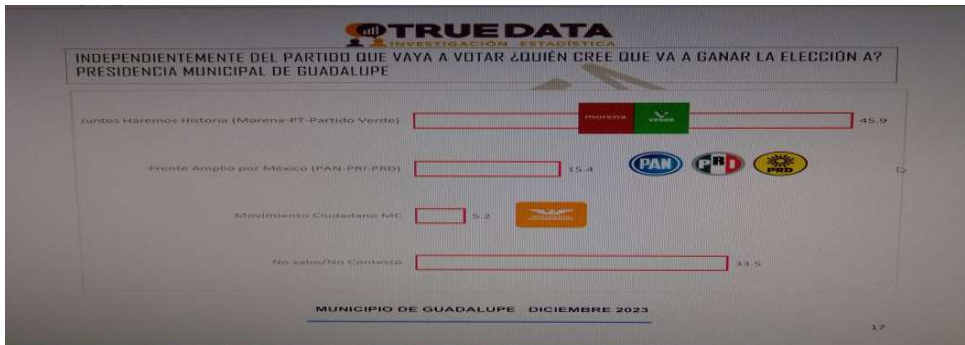 TRUE DATA
INVESTIGACIÓN ESTADÍSTICA
INDEPENDIENTEMENTE DEL PARTIDO QUE VAYA A VOTAR ¿QUIÉN CREE QUE VA A GANAR LA ELECCIÓN A?
PRESIDENCIA MUNICIPAL DE GUADALUPE
Juntos Haremos Historia (Morena-PT-Partido Verde) morena VERDE 45.9
Frente Amplio por México (PAN-PRI-PRD) 15.4 PAN PRI PRD
Movimiento Ciudadano MC 5.2
No sabe/No Contestó 33.5
MUNICIPIO DE GUADALUPE DICIEMBRE 2023
17